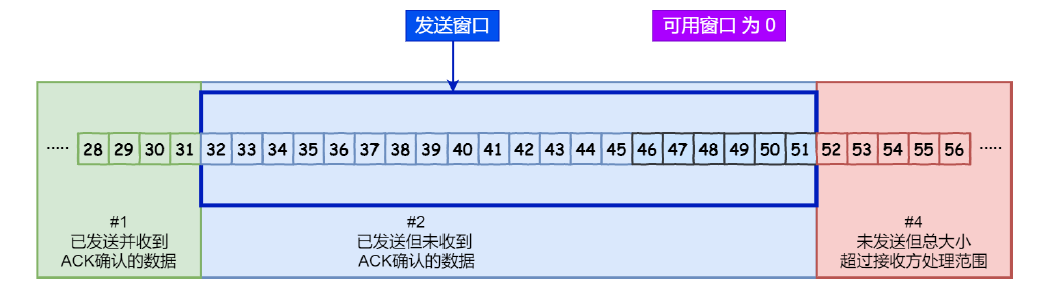 发送窗口
可用窗口 为 0
..... 28 29 30 31 32 33 34 35 36 37 38 39 40 41 42 43 44 45 46 47 48 49 50 51 52 53 54 55 56 .....
#1
已发送并收到
ACK确认的数据
#2
已发送但未收到
ACK确认的数据
#4
未发送但总大小
超过接收方处理范围